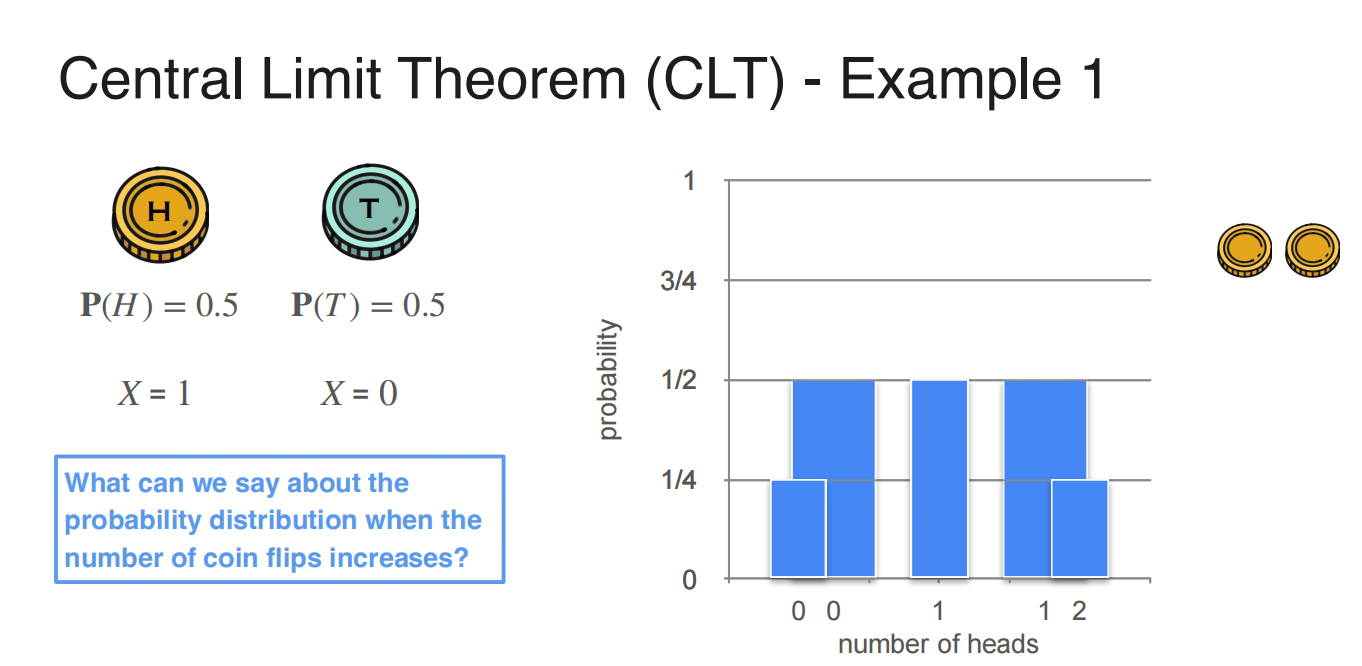 Central Limit Theorem (CLT) - Example 1
H T
P(H) = 0.5 P(T) = 0.5
X = 1 X = 0
What can we say about the
probability distribution when the
number of coin flips increases?
probability
1
3/4
1/2
1/4
0
0 0 1 1 2
number of heads